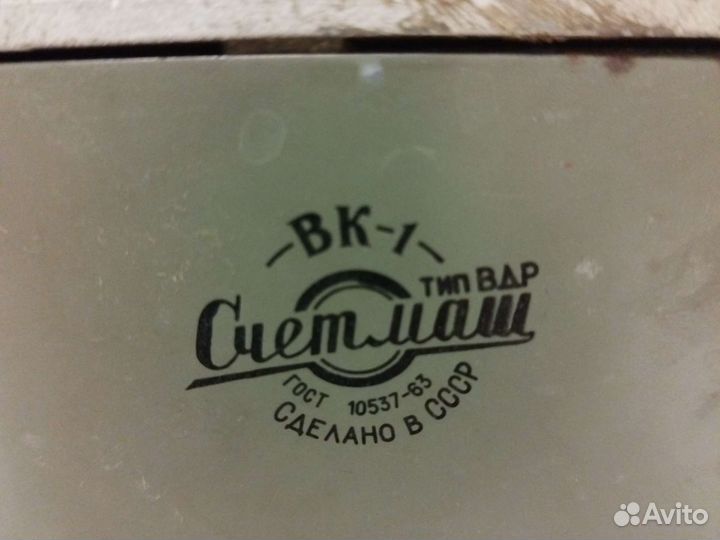 -ВК-1-
ТИП ВДР
Счетмаш
ГОСТ 10537-63
СДЕЛАНО В СССР
Avito